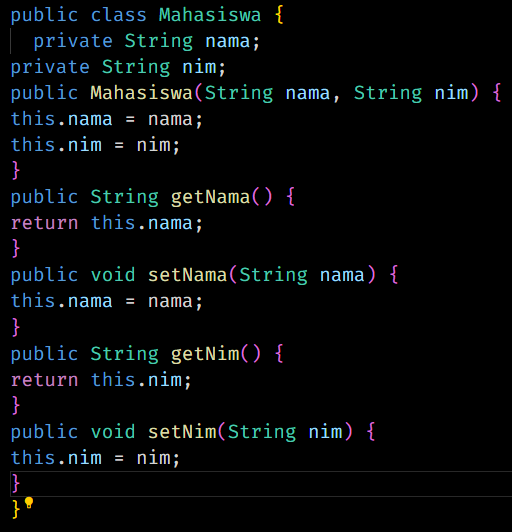 public class Mahasiswa {
  private String nama;
private String nim;
public Mahasiswa(String nama, String nim) {
this.nama = nama;
this.nim = nim;
}
public String getNama() {
return this.nama;
}
public void setNama(String nama) {
this.nama = nama;
}
public String getNim() {
return this.nim;
}
public void setNim(String nim) {
this.nim = nim;
}
}